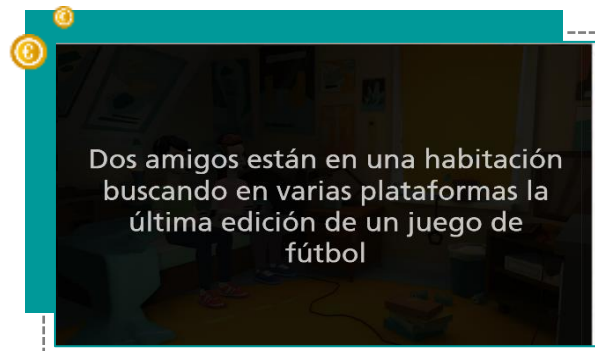 Dos amigos están en una habitación
buscando en varias plataformas la
última edición de un juego de
fútbol